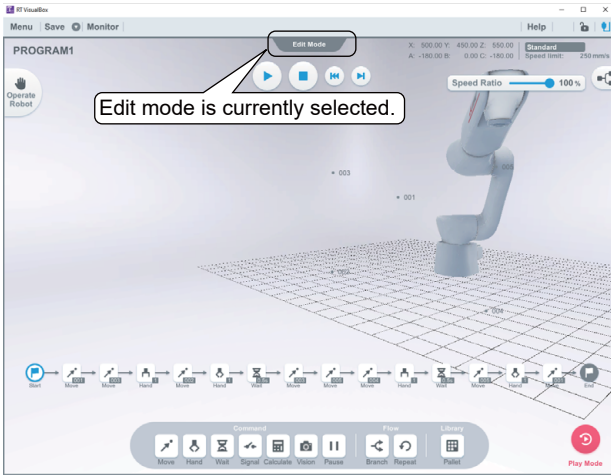 RT VisualBox
Menu Save Monitor Help
PROGRAM1
Edit Mode
X: 500.00 Y: 450.00 Z: 550.00
A: -180.00 B: 0.00 C: -180.00
Standard
Speed limit: 250 mm/s
Operate
Robot
Speed Ratio 100 %
Edit mode is currently selected.
003
001
004
Start Move Move Hand Move Hand Wait Move Move Move Hand Wait Move Hand Move End
Command Flow Library
Move Hand Wait Signal Calculate Vision Pause Branch Repeat Pallet
Play Mode